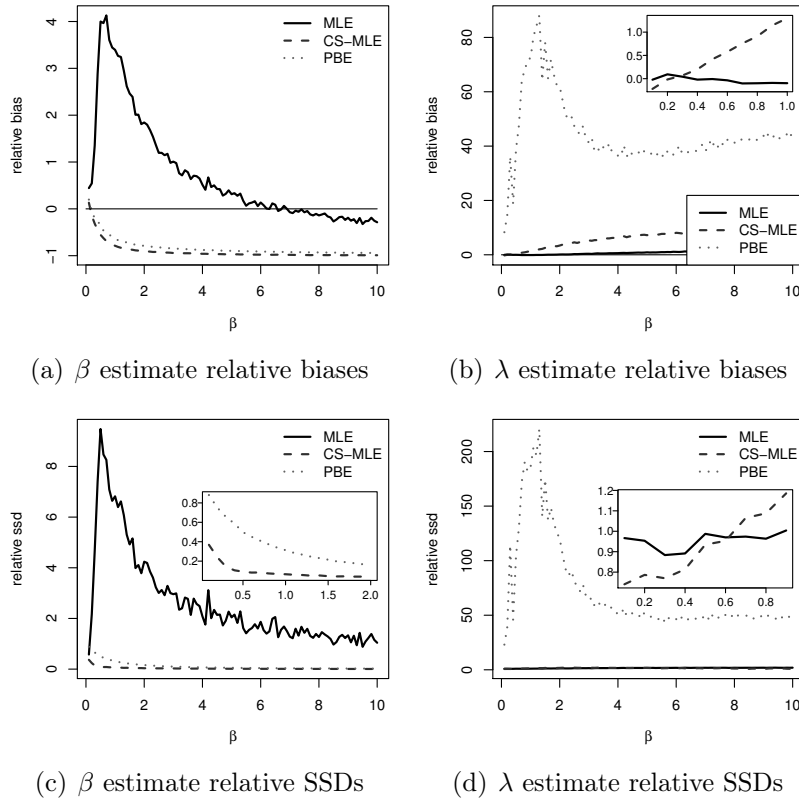 MLE
CS−MLE
PBE
relative bias
−1
0
1
2
3
4
0
2
4
6
8
10
β
(a) β estimate relative biases
relative bias
0
20
40
60
80
0
2
4
6
8
10
β
0.0
0.5
1.0
0.2
0.4
0.6
0.8
1.0
MLE
CS−MLE
PBE
(b) λ estimate relative biases
MLE
CS−MLE
PBE
relative ssd
0
2
4
6
8
0
2
4
6
8
10
β
0.2
0.4
0.6
0.8
0.5
1.0
1.5
2.0
(c) β estimate relative SSDs
MLE
CS−MLE
PBE
relative ssd
0
50
100
150
200
0
2
4
6
8
10
β
0.8
0.9
1.0
1.1
1.2
0.2
0.4
0.6
0.8
(d) λ estimate relative SSDs